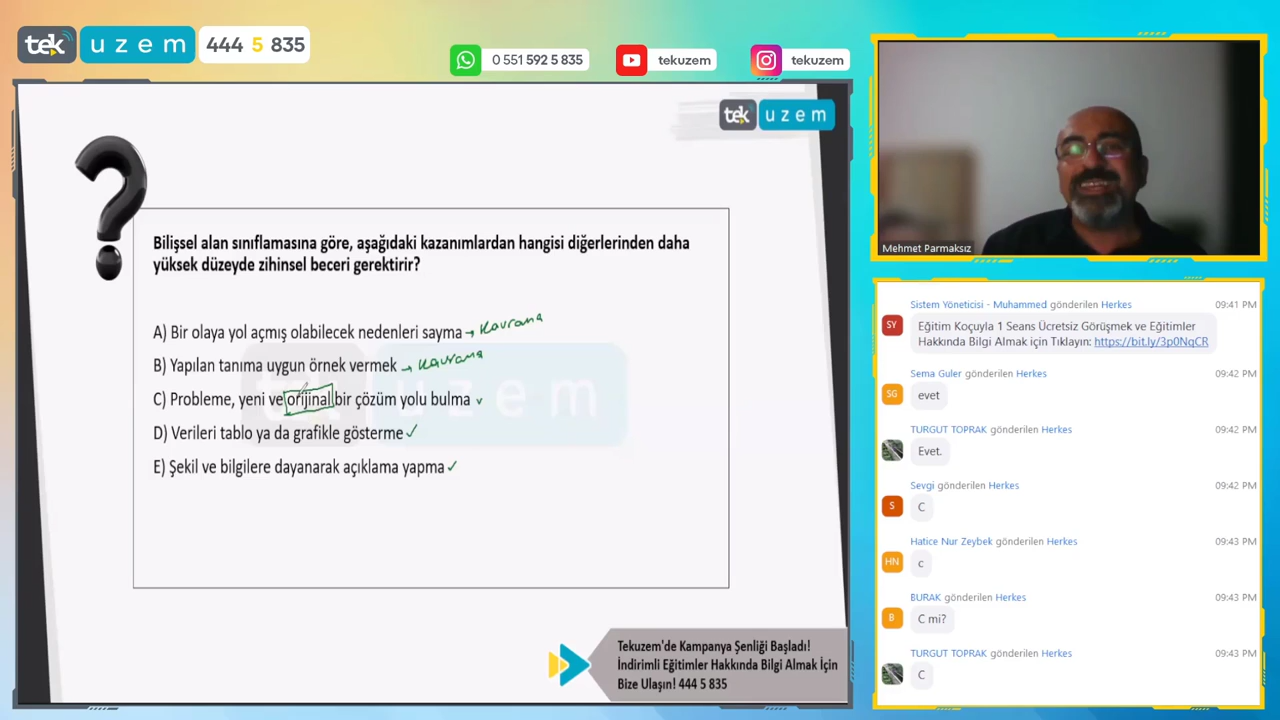 tek uzem 444 5 835
0 551 592 5 835
tekuzem
tekuzem
tek uzem
Bilişsel alan sınıflamasına göre, aşağıdaki kazanımlardan hangisi diğerlerinden daha
yüksek düzeyde zihinsel beceri gerektirir?
A) Bir olaya yol açmış olabilecek nedenleri sayma → Kavrama
B) Yapılan tanıma uygun örnek vermek → Kavrama
C) Probleme, yeni ve orijinal bir çözüm yolu bulma
D) Verileri tablo ya da grafikle gösterme ✓
E) Şekil ve bilgilere dayanarak açıklama yapma ✓
tek uzem
Tekuzem'de Kampanya Şenliği Başladı!
İndirimli Eğitimler Hakkında Bilgi Almak İçin
Bize Ulaşın! 444 5 835
Mehmet Parmaksız
Sistem Yöneticisi - Muhammed gönderilen Herkes 09:41 PM
SY
Eğitim Koçuyla 1 Seans Ücretsiz Görüşmek ve Eğitimler
Hakkında Bilgi Almak için Tıklayın: https://bit.ly/3p0NqCR
Sema Guler gönderilen Herkes 09:42 PM
SG
evet
TURGUT TOPRAK gönderilen Herkes 09:42 PM
Evet.
Sevgi gönderilen Herkes 09:42 PM
S
C
Hatice Nur Zeybek gönderilen Herkes 09:43 PM
HN
c
BURAK gönderilen Herkes 09:43 PM
B
C mi?
TURGUT TOPRAK gönderilen Herkes 09:43 PM
C